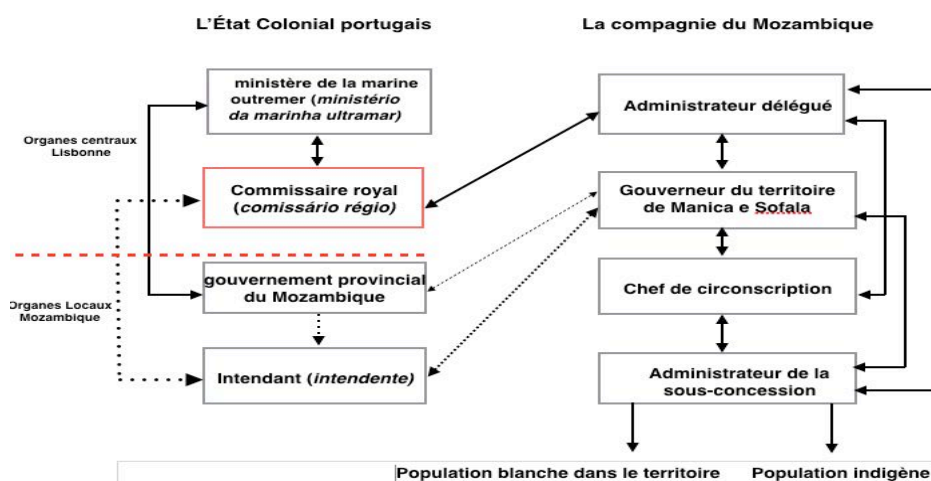 L'État Colonial portugais
La compagnie du Mozambique
ministère de la marine
outremer (ministério
da marinha ultramar)
Administrateur délégué
Organes centraux
Lisbonne
Commissaire royal
(comissário régio)
Gouverneur du territoire
de Manica e Sofala
gouvernement provincial
du Mozambique
Organes Locaux
Mozambique
Chef de circonscription
Intendant (intendente)
Administrateur de la
sous-concession
Population blanche dans le territoire
Population indigène